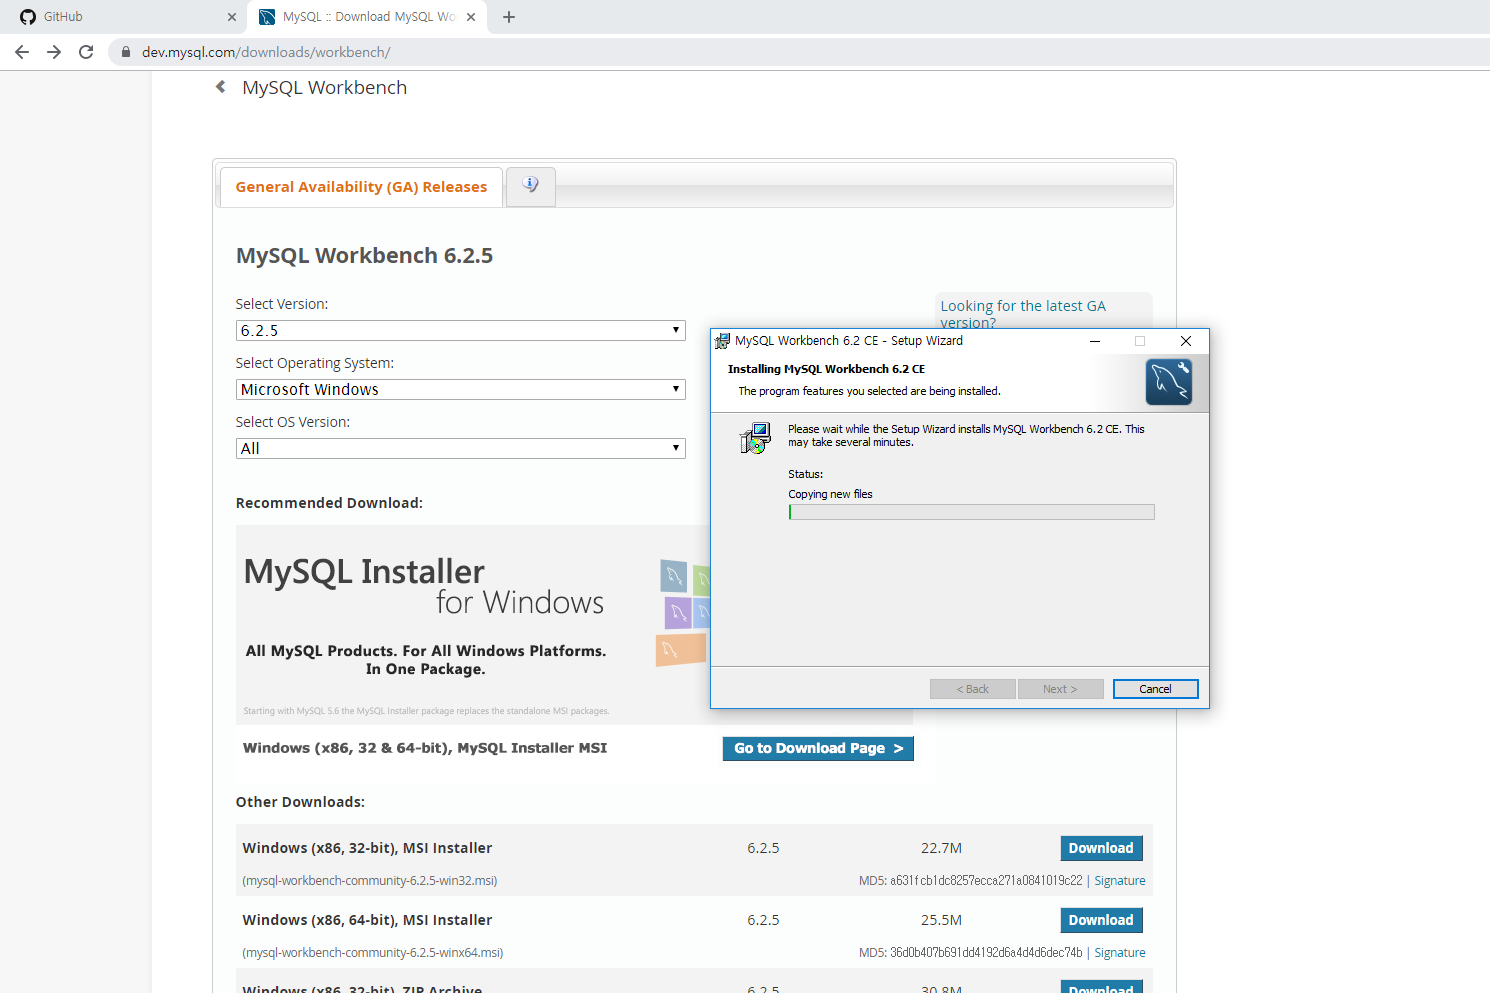 GitHub
MySQL :: Download MySQL Wo
dev.mysql.com/downloads/workbench/
MySQL Workbench
General Availability (GA) Releases
MySQL Workbench 6.2.5
Select Version:
6.2.5
Looking for the latest GA
version?
Select Operating System:
Microsoft Windows
Select OS Version:
All
MySQL Workbench 6.2 CE - Setup Wizard
Installing MySQL Workbench 6.2 CE
The program features you selected are being installed.
Please wait while the Setup Wizard installs MySQL Workbench 6.2 CE. This
may take several minutes.
Status:
Copying new files
< Back
Next >
Cancel
Recommended Download:
MySQL Installer
for Windows
All MySQL Products. For All Windows Platforms.
In One Package.
Starting with MySQL 5.6 the MySQL Installer package replaces the standalone MSI packages.
Windows (x86, 32 & 64-bit), MySQL Installer MSI
Go to Download Page >
Other Downloads:
Windows (x86, 32-bit), MSI Installer 6.2.5 22.7M Download
(mysql-workbench-community-6.2.5-win32.msi) MD5: a631fcb1dc8257ecca271a0841019c22 | Signature
Windows (x86, 64-bit), MSI Installer 6.2.5 25.5M Download
(mysql-workbench-community-6.2.5-winx64.msi) MD5: 36d0b407b691dd4192d6a4d4d6dec74b | Signature
Windows (x86, 32-bit), ZIP Archive 6.2.5 30.8M Download